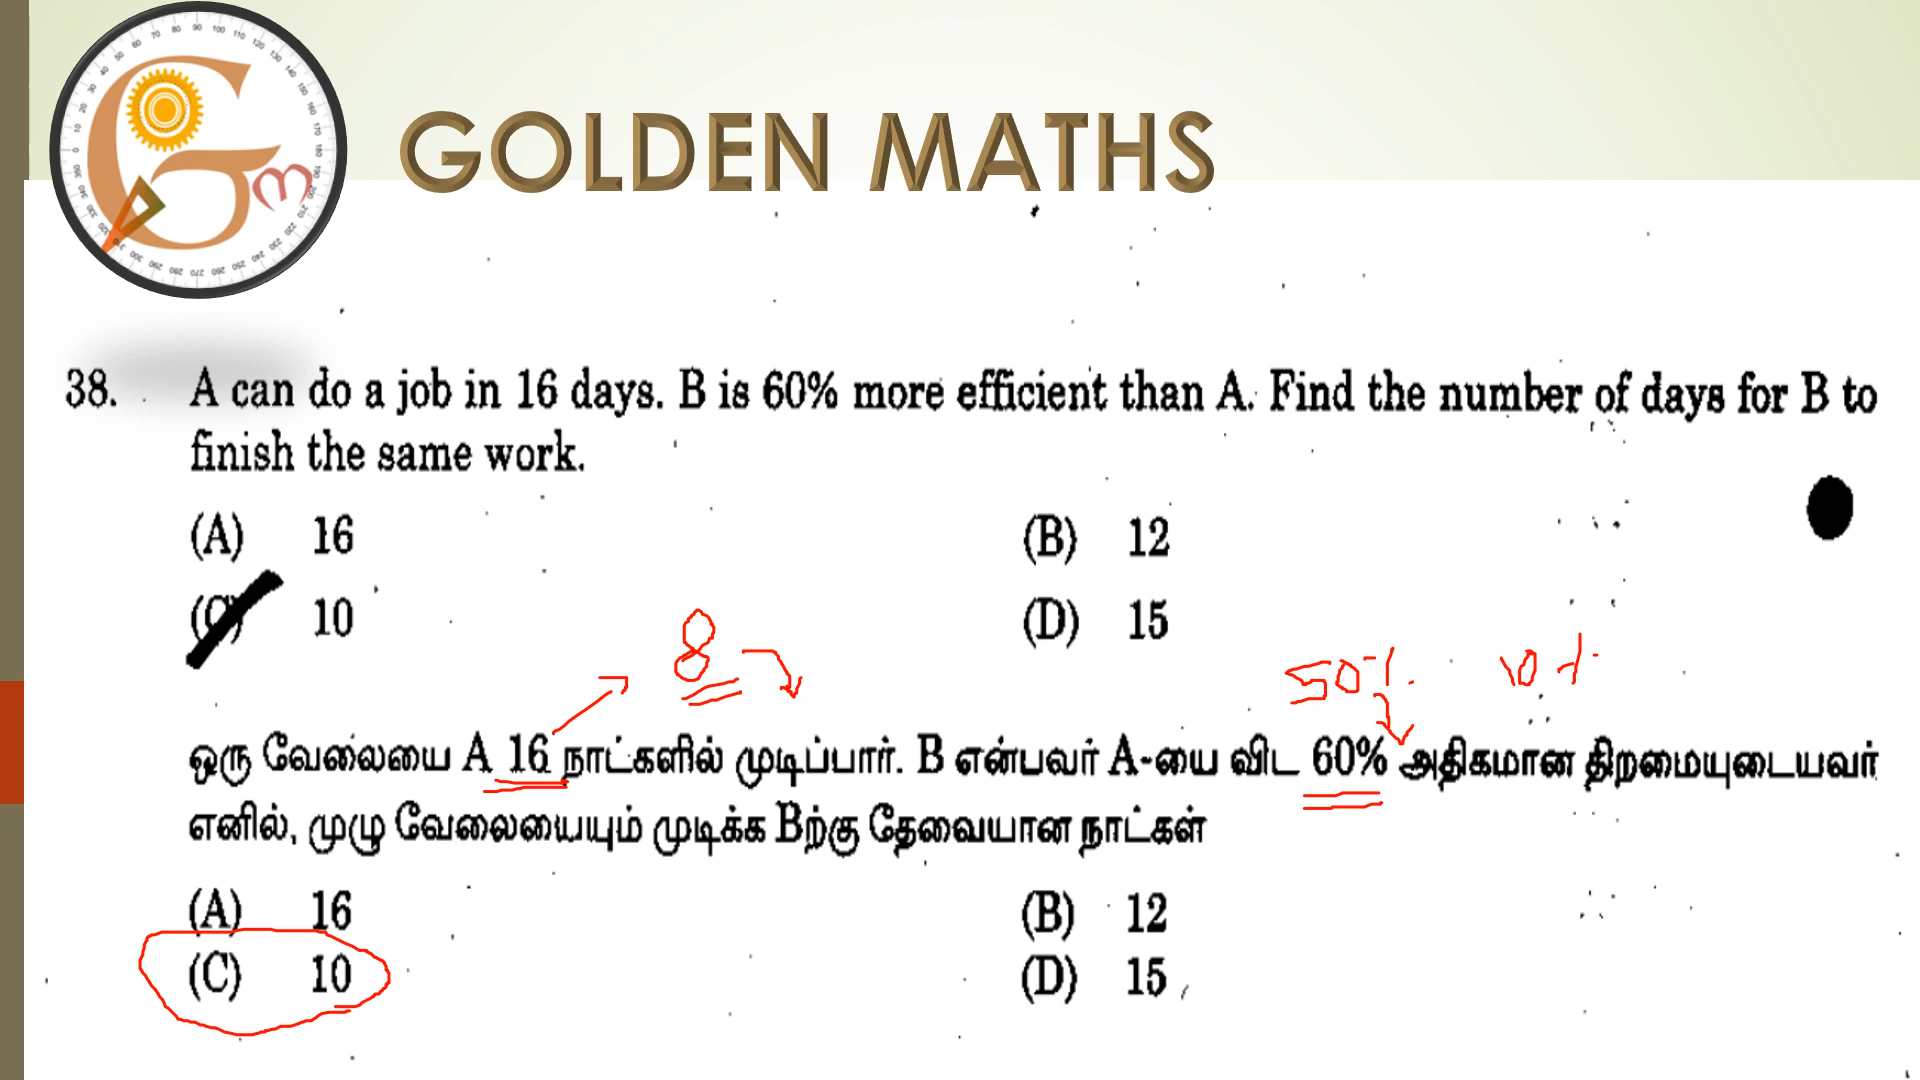 GOLDEN MATHS
38. A can do a job in 16 days. B is 60% more efficient than A. Find the number of days for B to
finish the same work.
(A) 16 (B) 12
(C) 10 (D) 15
8 50% 10%
ஒரு வேலையை A 16 நாட்களில் முடிப்பார். B என்பவர் A-யை விட 60% அதிகமான திறமையுடையவர்
எனில், முழு வேலையையும் முடிக்க Bற்கு தேவையான நாட்கள்
(A) 16 (B) 12
(C) 10 (D) 15